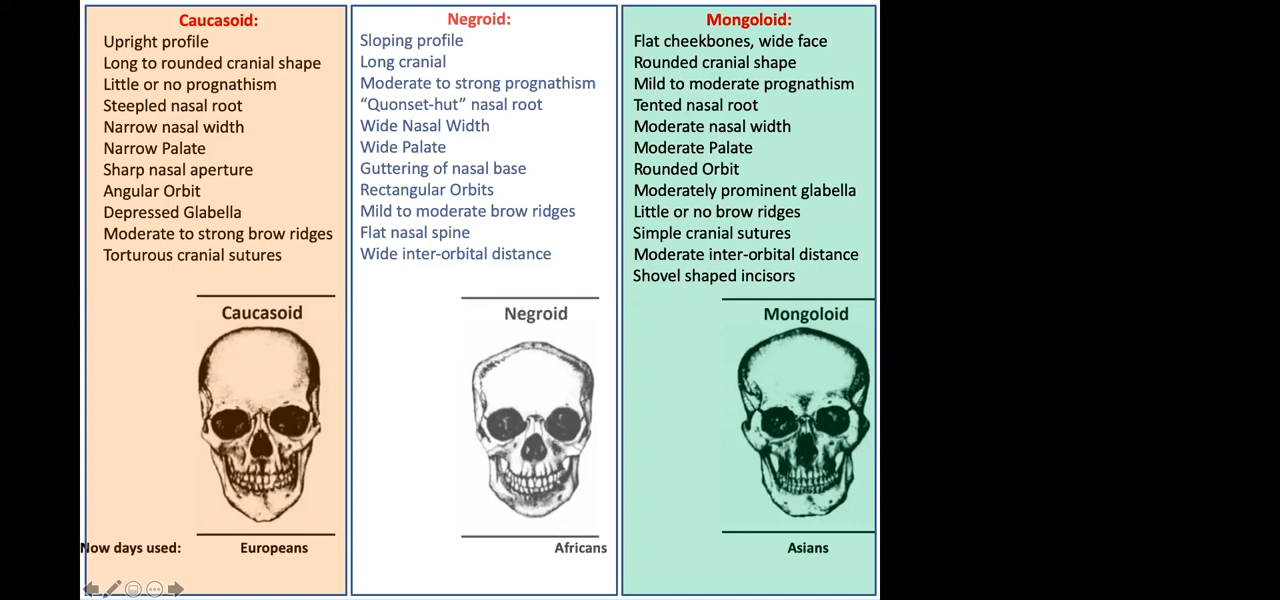 Caucasoid:
Upright profile
Long to rounded cranial shape
Little or no prognathism
Steepled nasal root
Narrow nasal width
Narrow Palate
Sharp nasal aperture
Angular Orbit
Depressed Glabella
Moderate to strong brow ridges
Torturous cranial sutures
Caucasoid
Negroid:
Sloping profile
Long cranial
Moderate to strong prognathism
“Quonset-hut” nasal root
Wide Nasal Width
Wide Palate
Guttering of nasal base
Rectangular Orbits
Mild to moderate brow ridges
Flat nasal spine
Wide inter-orbital distance
Negroid
Mongoloid:
Flat cheekbones, wide face
Rounded cranial shape
Mild to moderate prognathism
Tented nasal root
Moderate nasal width
Moderate Palate
Rounded Orbit
Moderately prominent glabella
Little or no brow ridges
Simple cranial sutures
Moderate inter-orbital distance
Shovel shaped incisors
Mongoloid
Now days used: Europeans Africans Asians